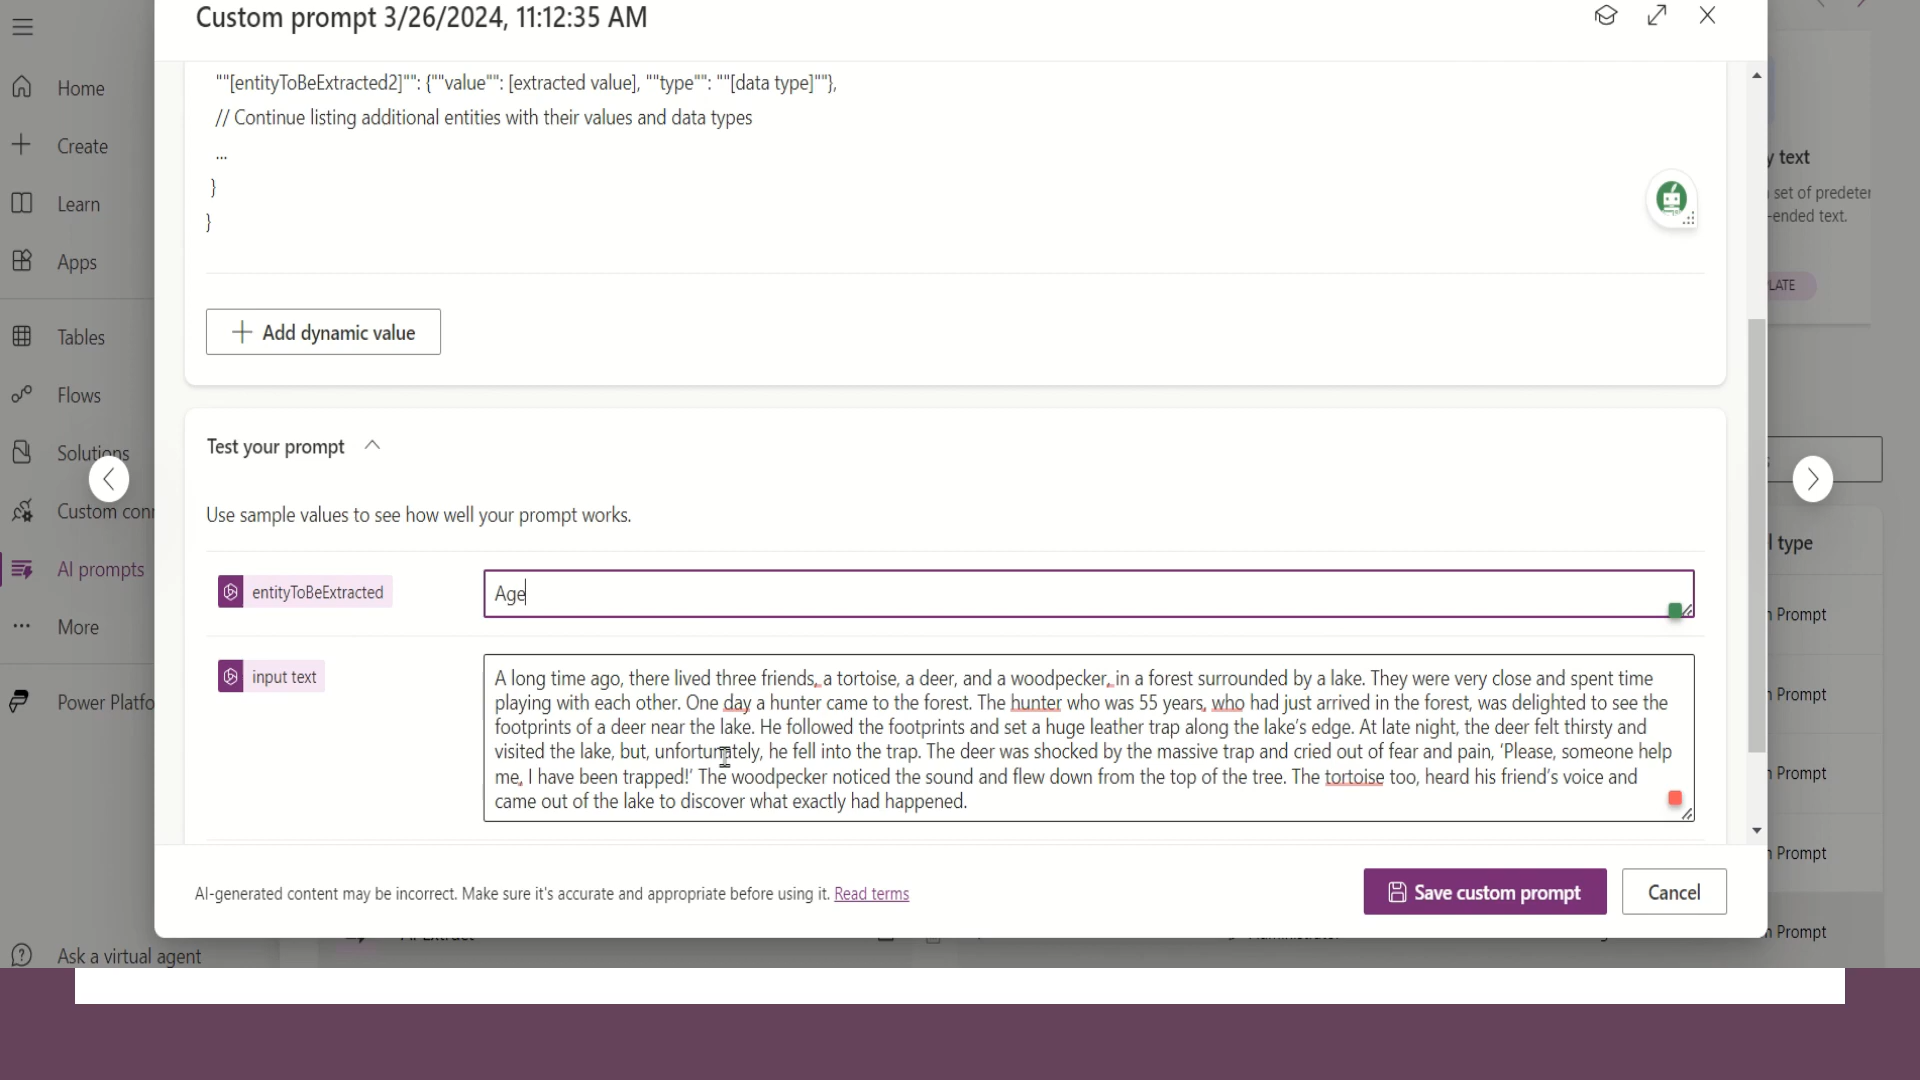 Custom prompt 3/26/2024, 11:12:35 AM
Home
Create
Learn
Apps
Tables
Flows
Solutions
Custom conn
AI prompts
More
Power Platfo
Ask a virtual agent
""[entityToBeExtracted2]"": {""value"": [extracted value], ""type"": ""[data type]""},
// Continue listing additional entities with their values and data types
...
}
}
Add dynamic value
Test your prompt
Use sample values to see how well your prompt works.
entityToBeExtracted
Age
input text
A long time ago, there lived three friends, a tortoise, a deer, and a woodpecker, in a forest surrounded by a lake. They were very close and spent time
playing with each other. One day a hunter came to the forest. The hunter who was 55 years, who had just arrived in the forest, was delighted to see the
footprints of a deer near the lake. He followed the footprints and set a huge leather trap along the lake's edge. At late night, the deer felt thirsty and
visited the lake, but, unfortunately, he fell into the trap. The deer was shocked by the massive trap and cried out of fear and pain, 'Please, someone help
me, I have been trapped!' The woodpecker noticed the sound and flew down from the top of the tree. The tortoise too, heard his friend's voice and
came out of the lake to discover what exactly had happened.
AI-generated content may be incorrect. Make sure it's accurate and appropriate before using it. Read terms
Save custom prompt
Cancel
y text
set of predeter
-ended text.
LATE
l type
Prompt
Prompt
Prompt
Prompt
Prompt